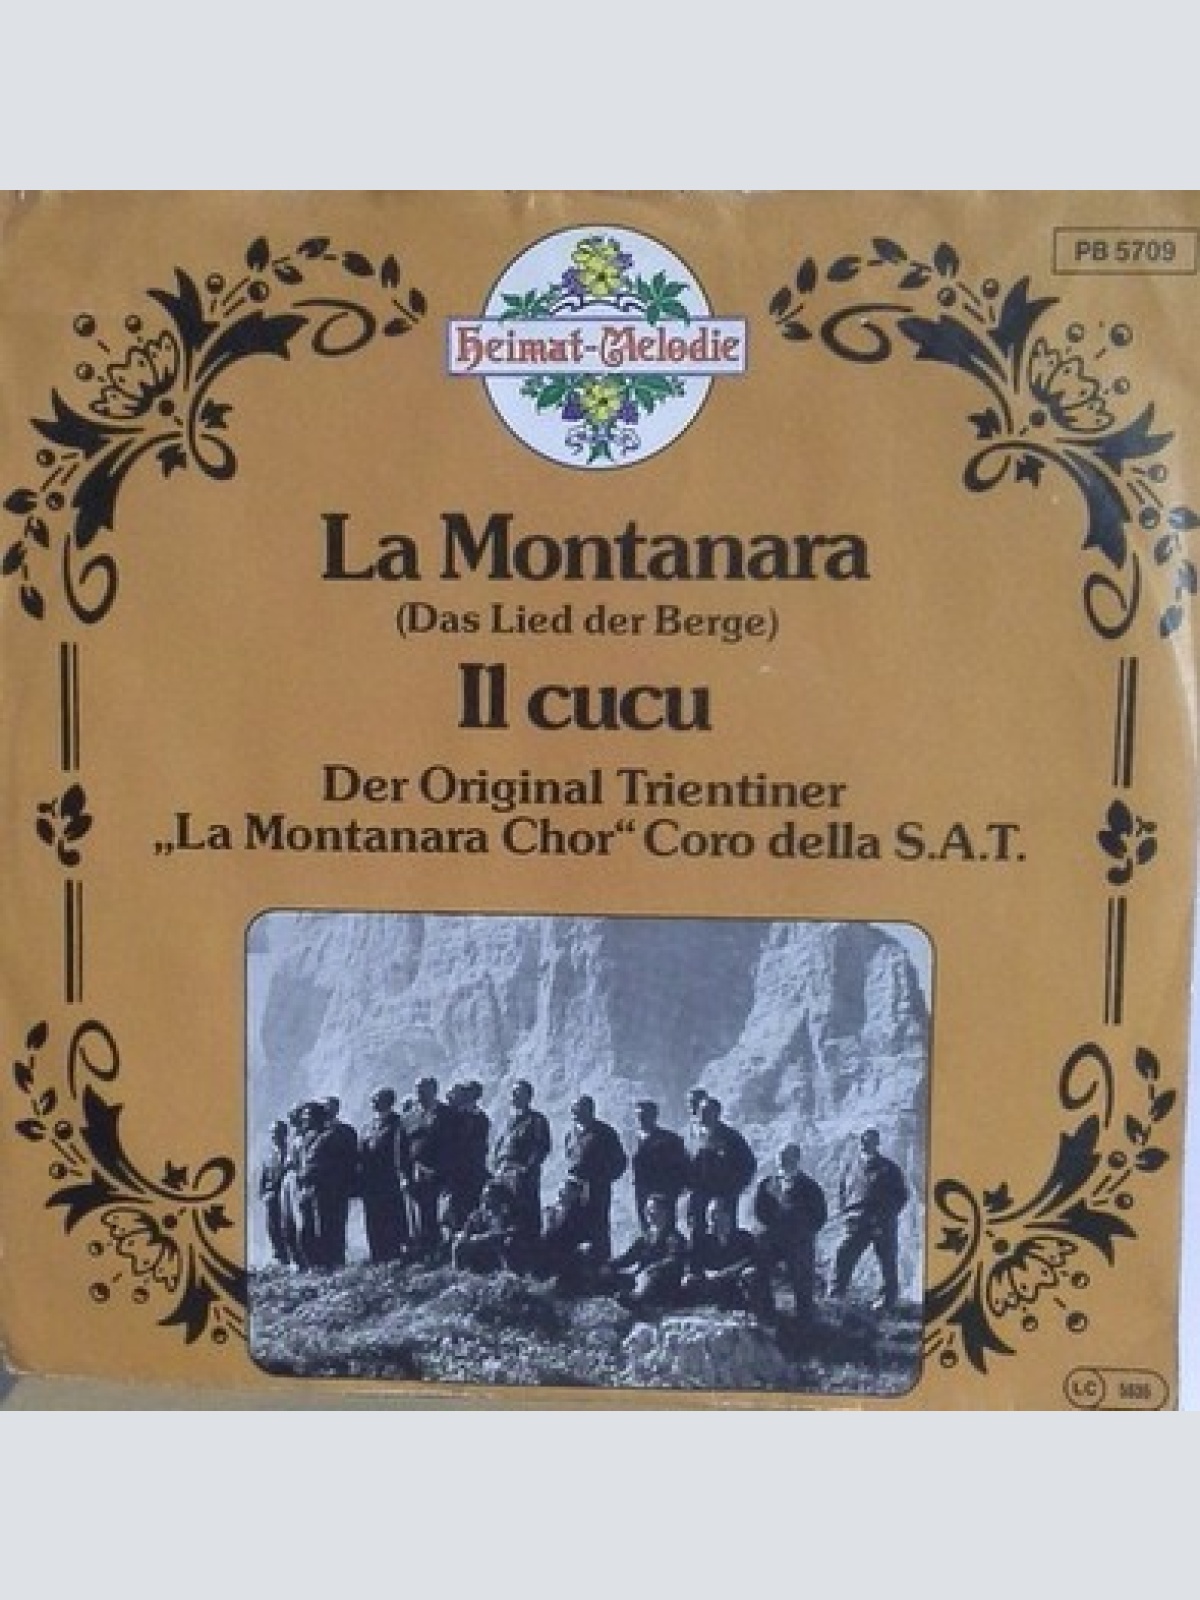 PB 5709
Heimat-Melodie
La Montanara
(Das Lied der Berge)
Il cucu
Der Original Trientiner
„La Montanara Chor“ Coro della S.A.T.
LC